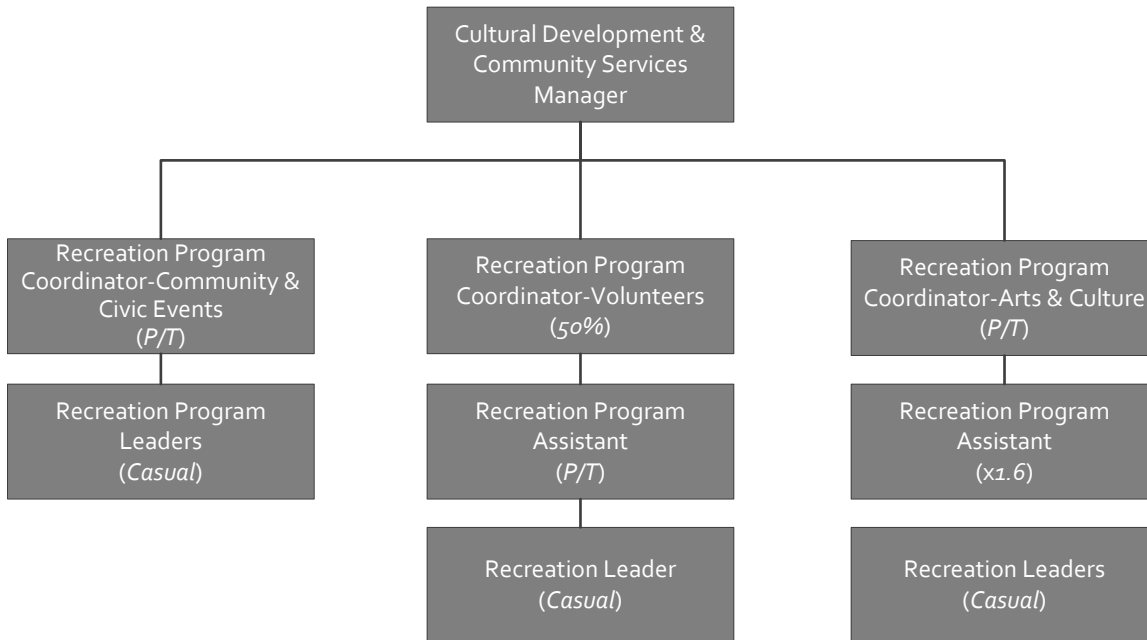 Cultural Development &
Community Services
Manager
Recreation Program
Coordinator-Community &
Civic Events
(P/T)
Recreation Program
Coordinator-Volunteers
(50%)
Recreation Program
Coordinator-Arts & Culture
(P/T)
Recreation Program
Leaders
(Casual)
Recreation Program
Assistant
(P/T)
Recreation Program
Assistant
(x1.6)
Recreation Leader
(Casual)
Recreation Leaders
(Casual)